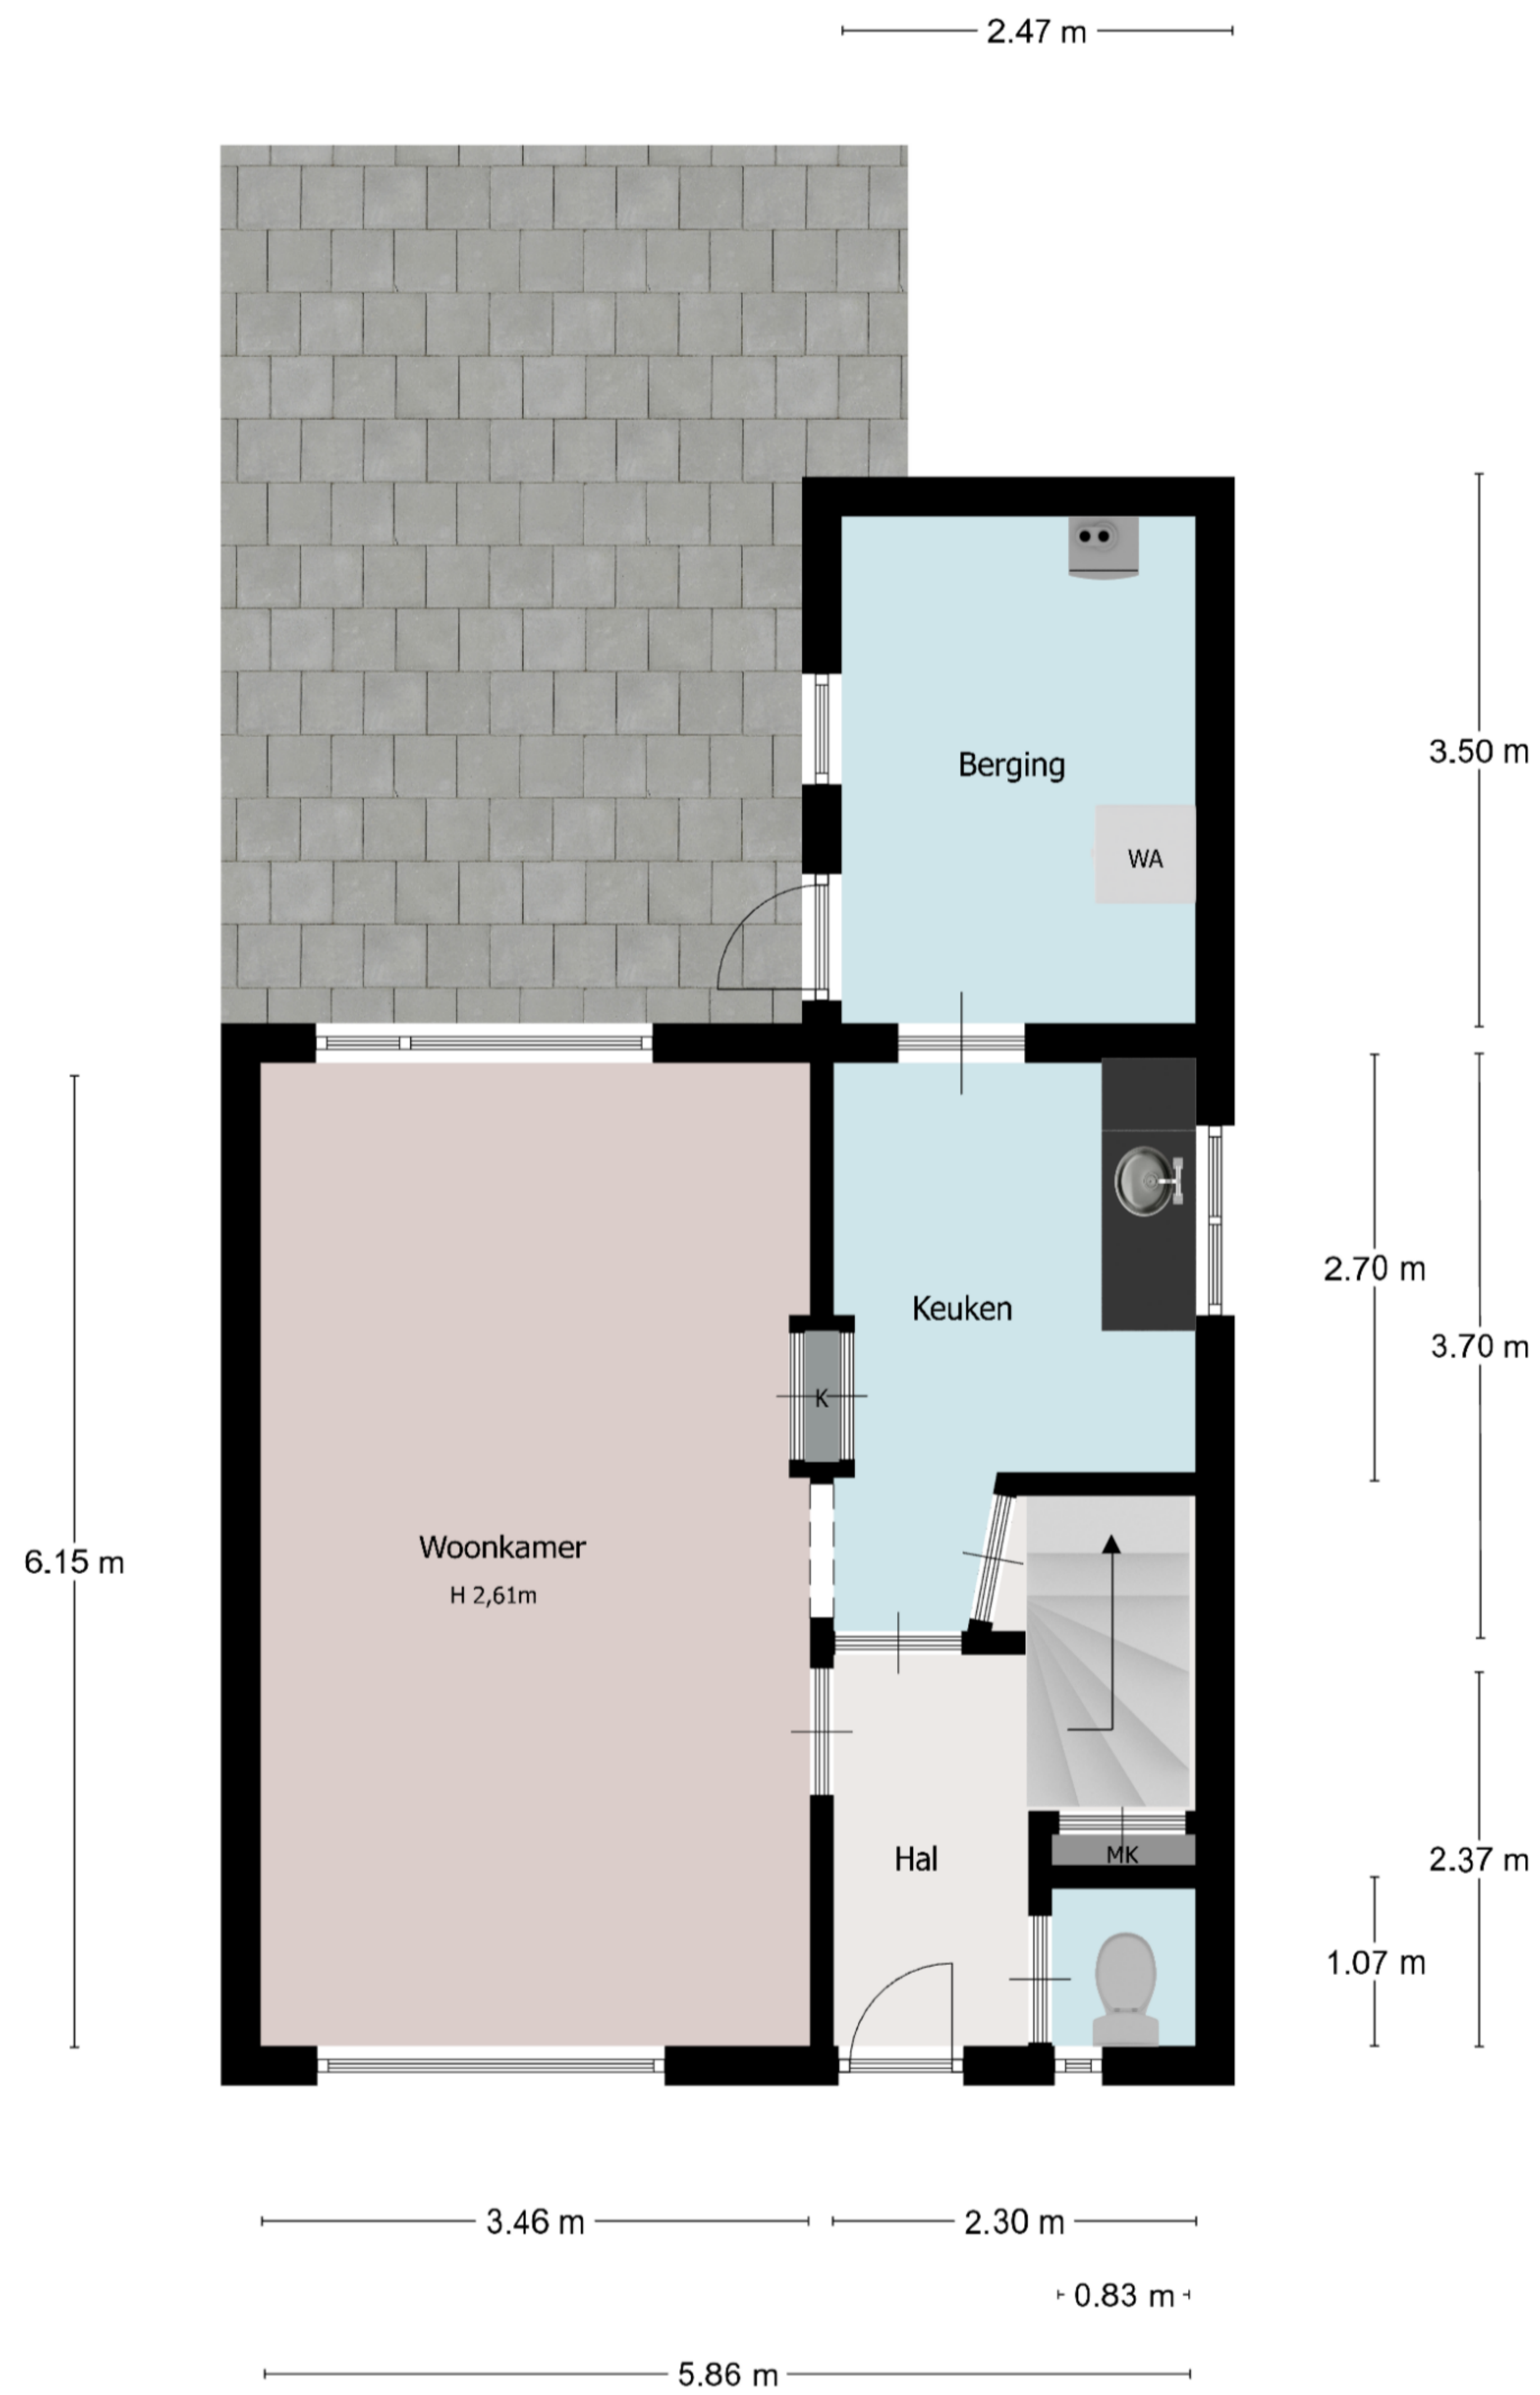 2.47 m
Berging
3.50 m
WA
2.70 m
Keuken
3.70 m
K
Woonkamer
H 2,61m
6.15 m
Hal
MK
2.37 m
1.07 m
3.46 m
2.30 m
0.83 m
5.86 m